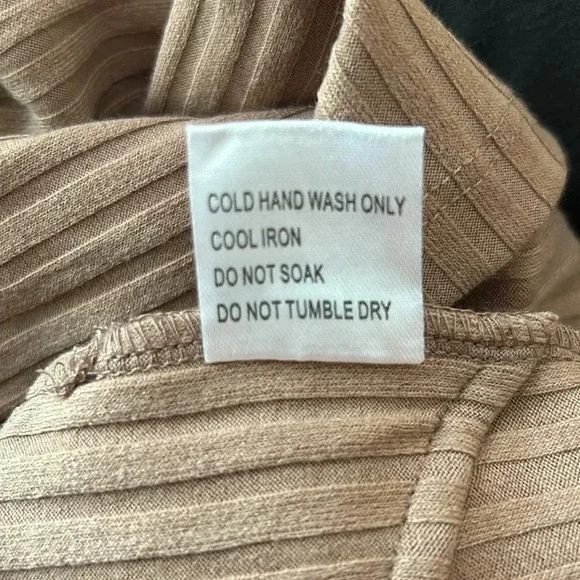 COLD HAND WASH ONLY
COOL IRON
DO NOT SOAK
DO NOT TUMBLE DRY